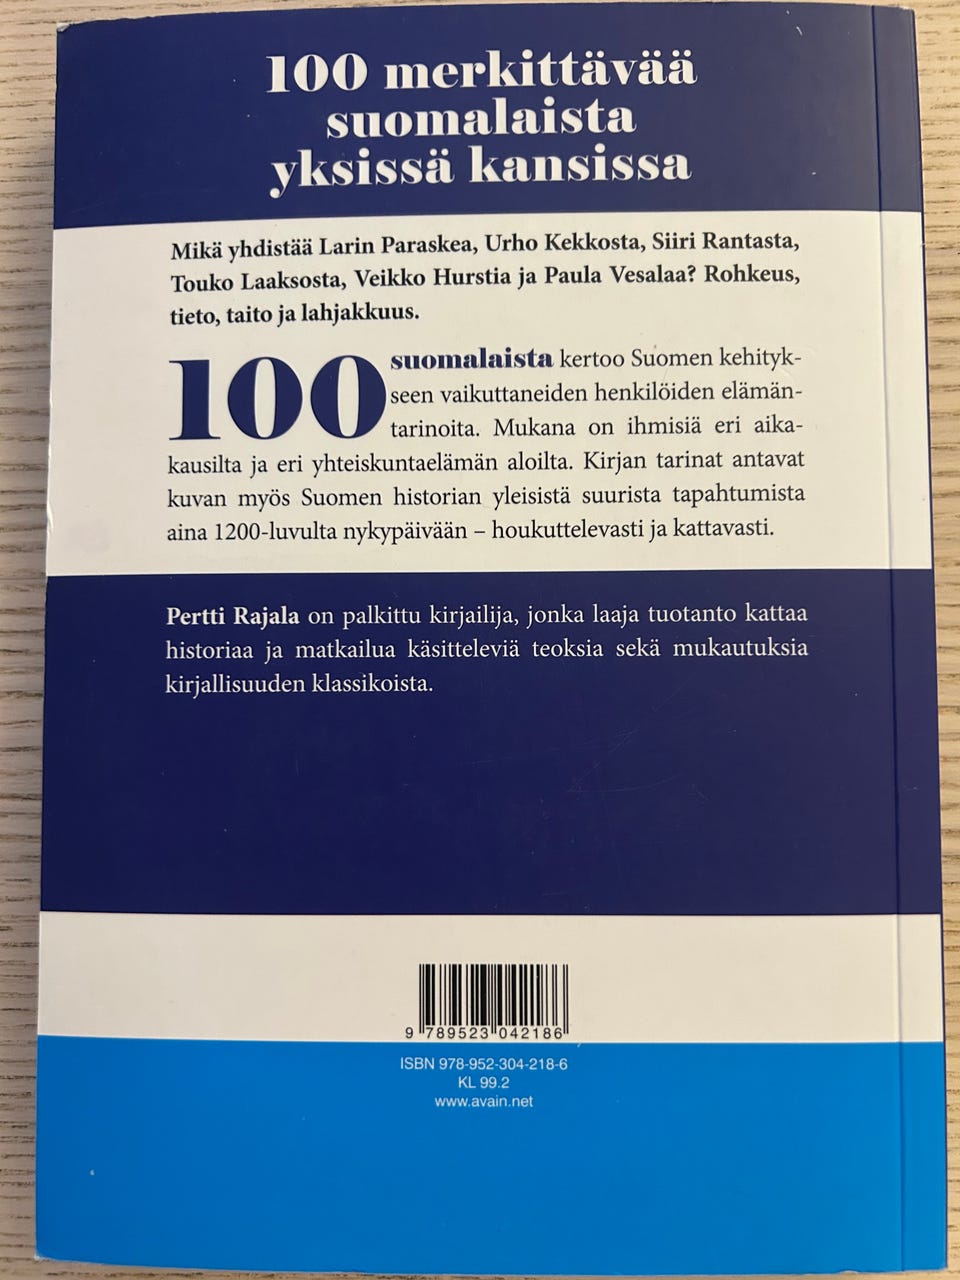 100 merkittävää
suomalaista
yksissä kansissa
Mikä yhdistää Larin Paraskea, Urho Kekkosta, Siiri Rantasta,
Touko Laaksosta, Veikko Hurstia ja Paula Vesalaa? Rohkeus,
tieto, taito ja lahjakkuus.
100 suomalaista kertoo Suomen kehityk-
seen vaikuttaneiden henkilöiden elämän-
tarinoita. Mukana on ihmisiä eri aika-
kausilta ja eri yhteiskuntaelämän aloilta. Kirjan tarinat antavat
kuvan myös Suomen historian yleisistä suurista tapahtumista
aina 1200-luvulta nykypäivään – houkuttelevasti ja kattavasti.
Pertti Rajala on palkittu kirjailija, jonka laaja tuotanto kattaa
historiaa ja matkailua käsitteleviä teoksia sekä mukautuksia
kirjallisuuden klassikoista.
9 789523 042186
ISBN 978-952-304-218-6
KL 99.2
www.avain.net